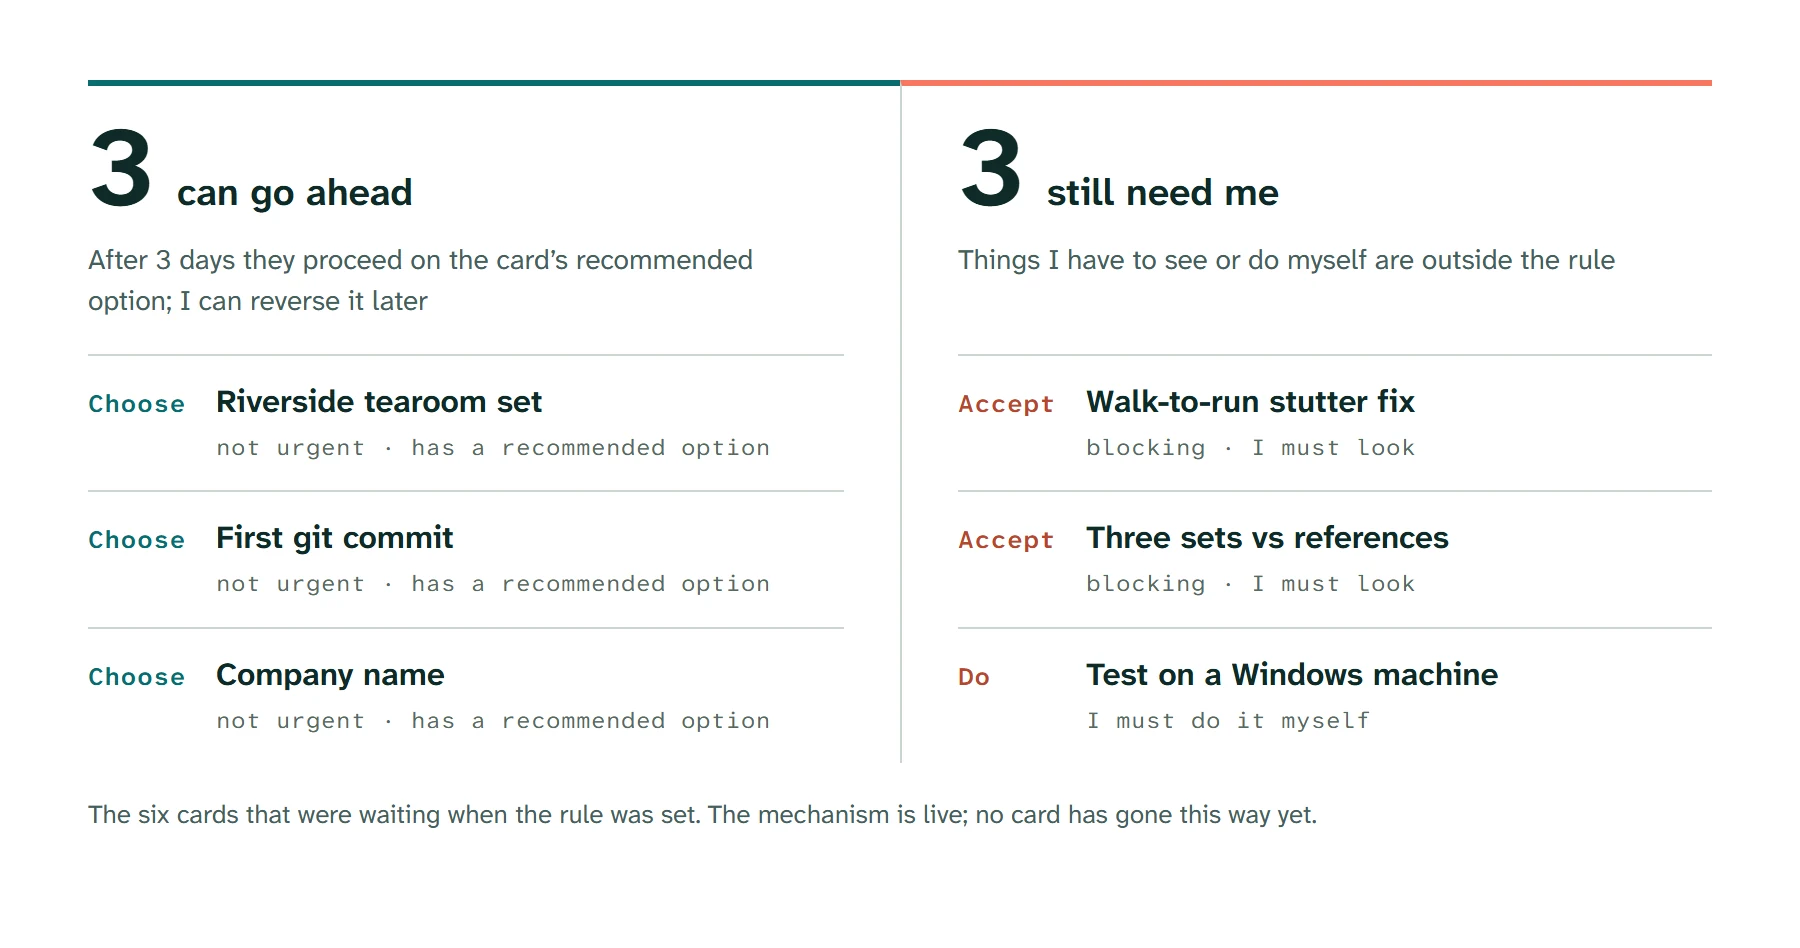 3 can go ahead
After 3 days they proceed on the card’s recommended
option; I can reverse it later
Choose Riverside tearoom set
not urgent · has a recommended option
Choose First git commit
not urgent · has a recommended option
Choose Company name
not urgent · has a recommended option
3 still need me
Things I have to see or do myself are outside the rule
Accept Walk-to-run stutter fix
blocking · I must look
Accept Three sets vs references
blocking · I must look
Do Test on a Windows machine
I must do it myself
The six cards that were waiting when the rule was set. The mechanism is live; no card has gone this way yet.